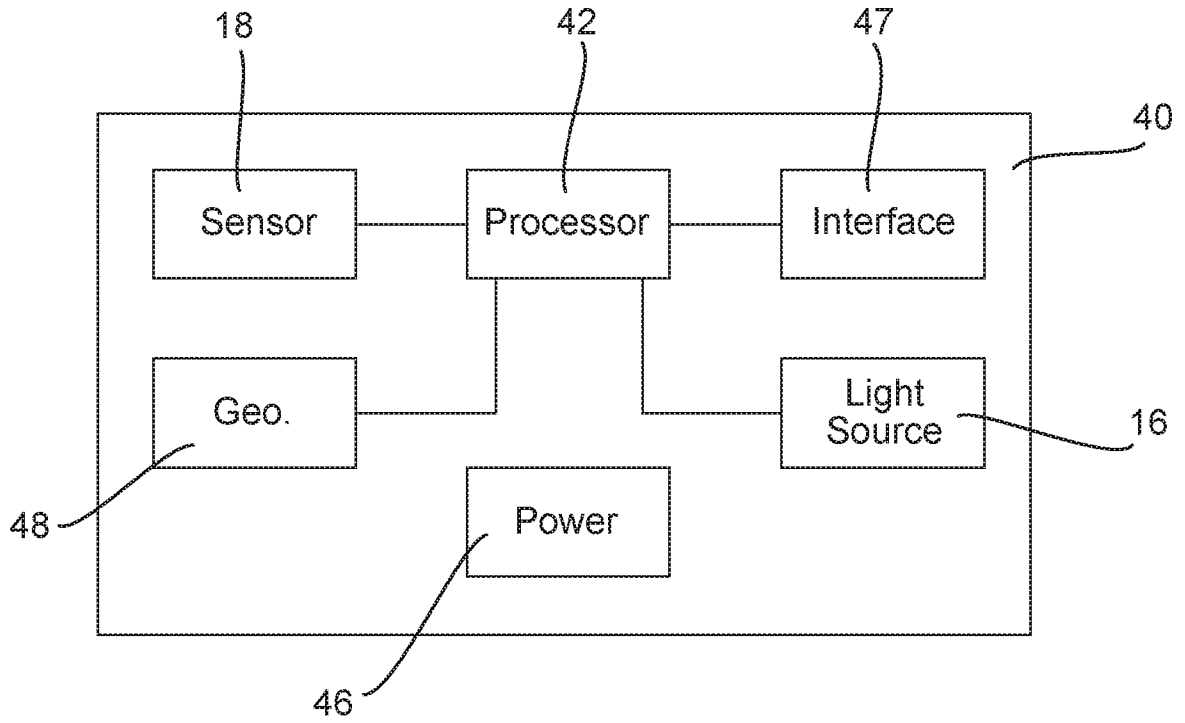 18
42
47
40
Sensor
Processor
Interface
Geo.
Light
Source
16
48
Power
46